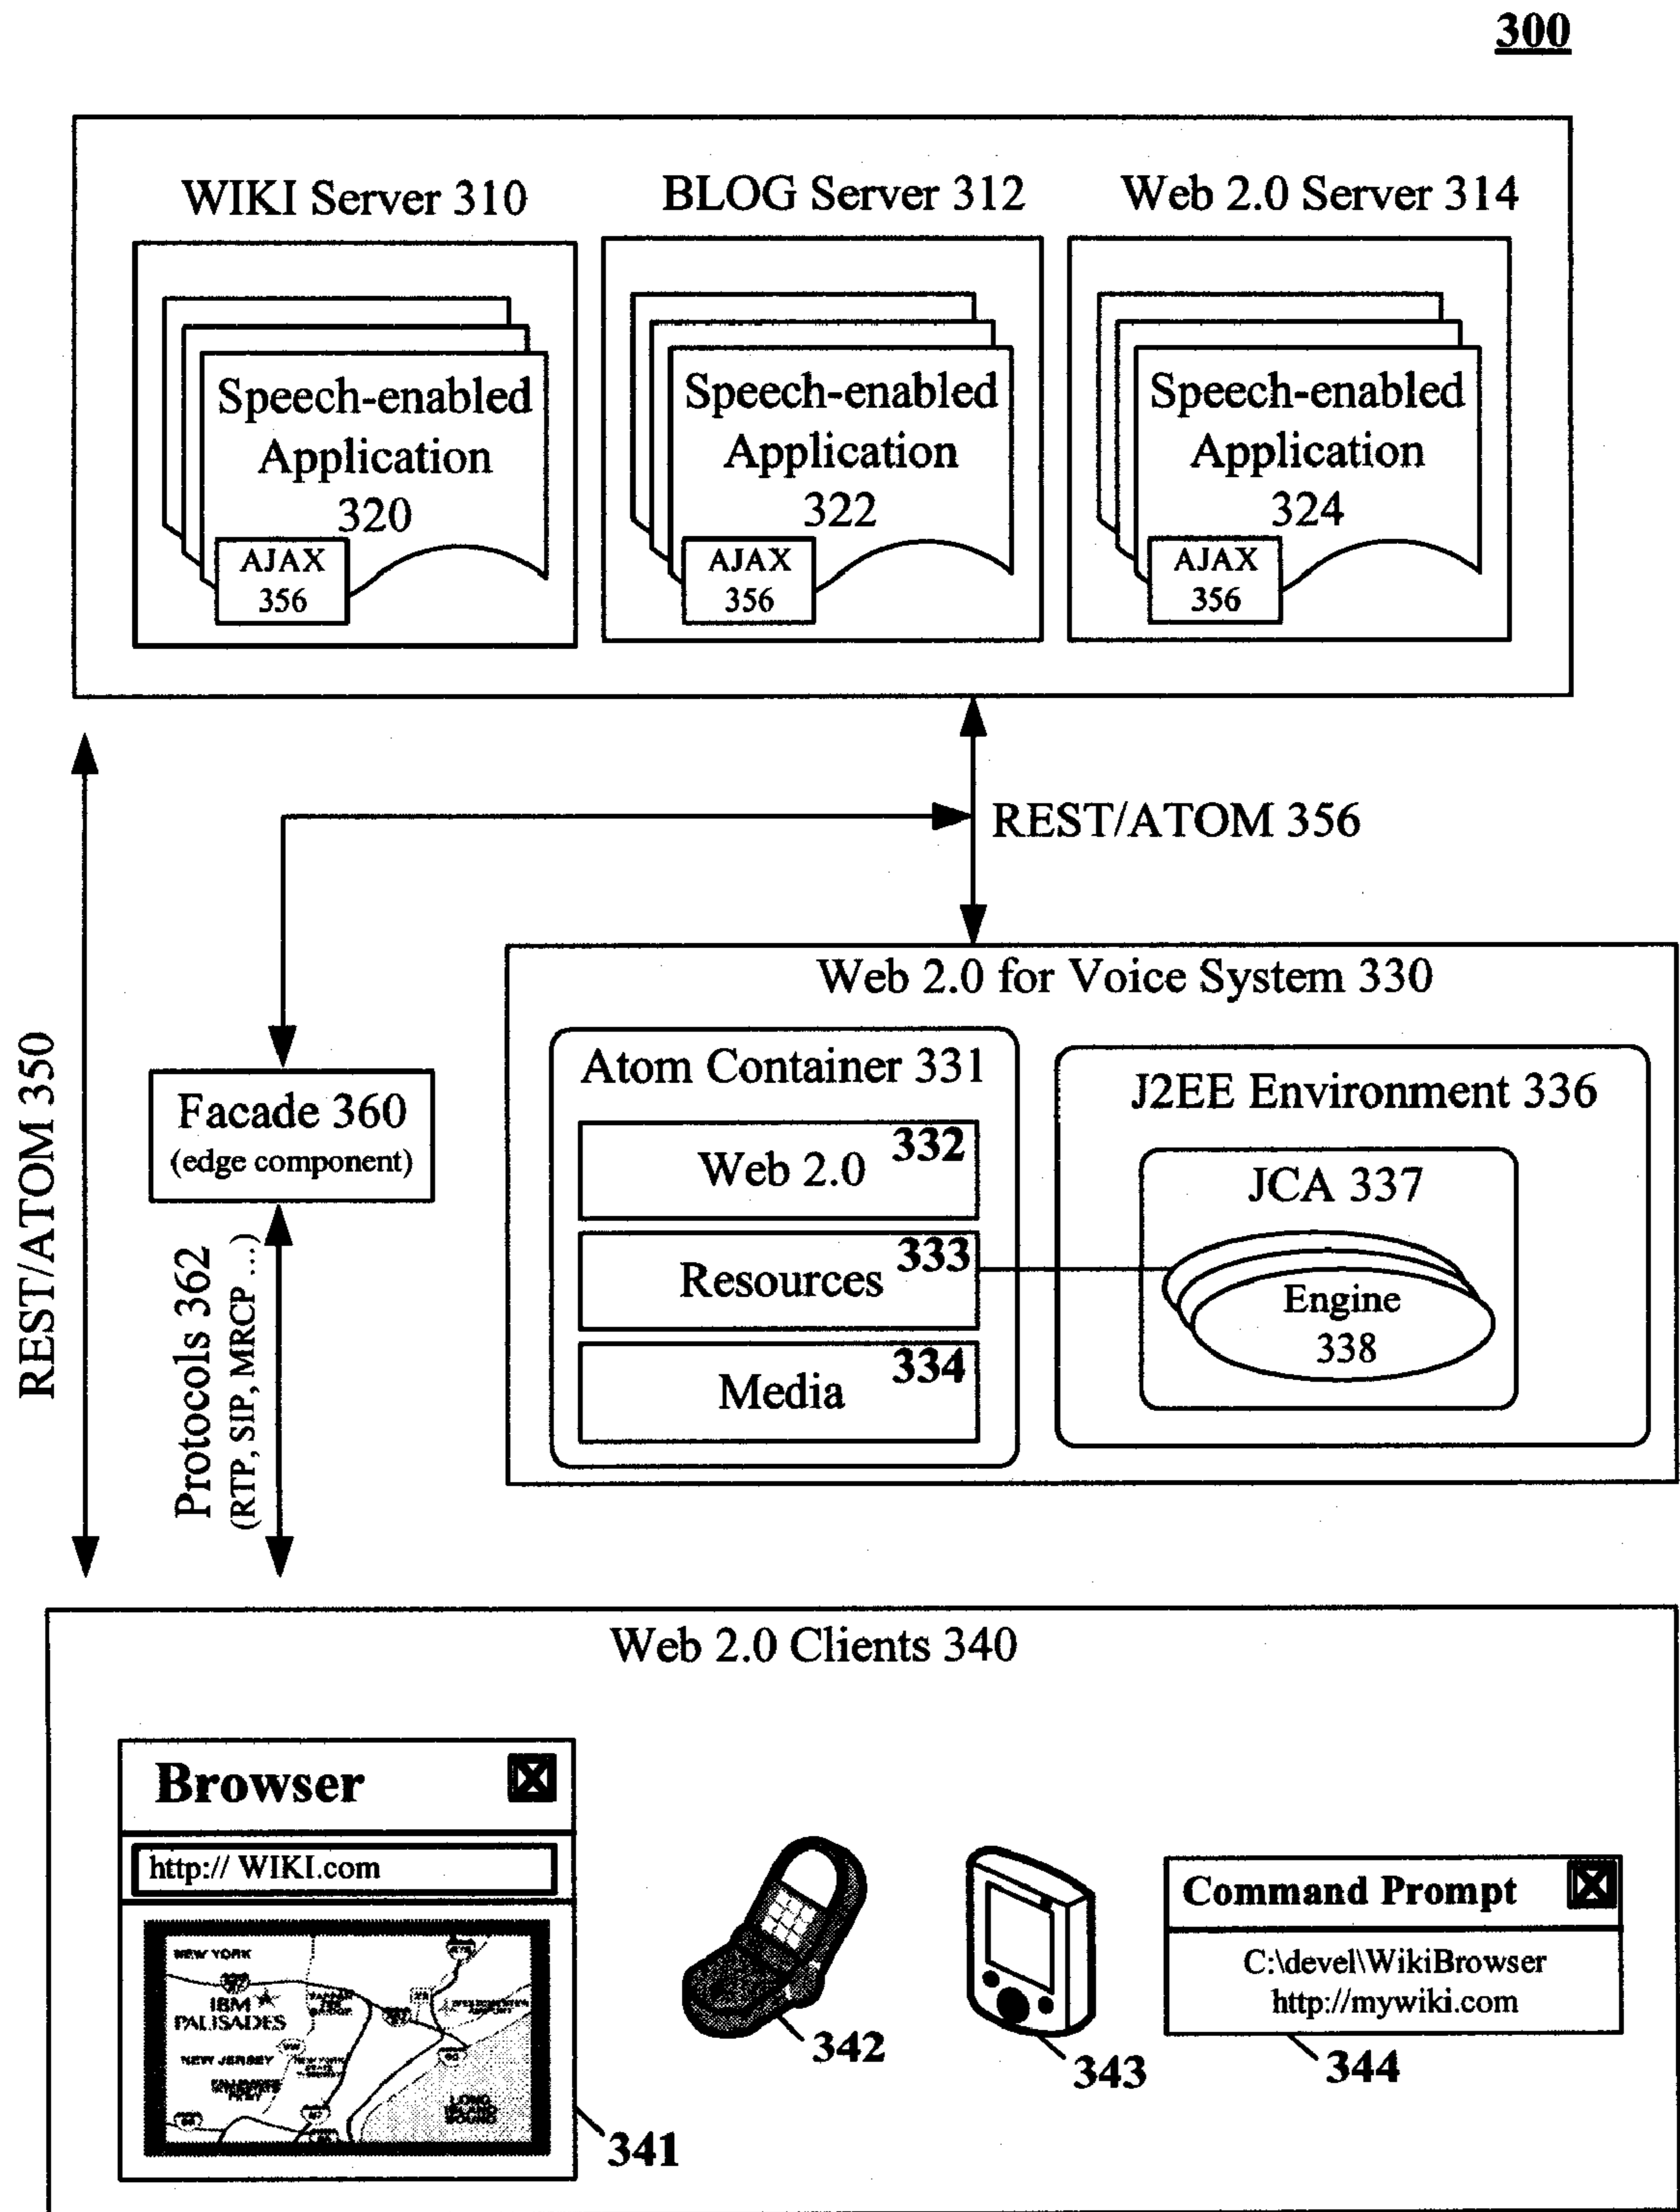 300
WIKI Server 310
BLOG Server 312
Web 2.0 Server 314
Speech-enabled
Application
320
AJAX
356
Speech-enabled
Application
322
AJAX
356
Speech-enabled
Application
324
AJAX
356
REST/ATOM 356
REST/ATOM 350
Facade 360
(edge component)
Protocols 362
(RTP, SIP, MRCP ....)
Web 2.0 for Voice System 330
Atom Container 331
332
Web 2.0
333
Resources
334
Media
J2EE Environment 336
JCA 337
Engine
338
Web 2.0 Clients 340
Browser
http:// WIKI.com
NEW YORK
IBM
PALISADES
NEW JERSEY
LONG
ISLAND
SOUND
341
342
343
Command Prompt
C:\devel\WikiBrowser
http://mywiki.com
344